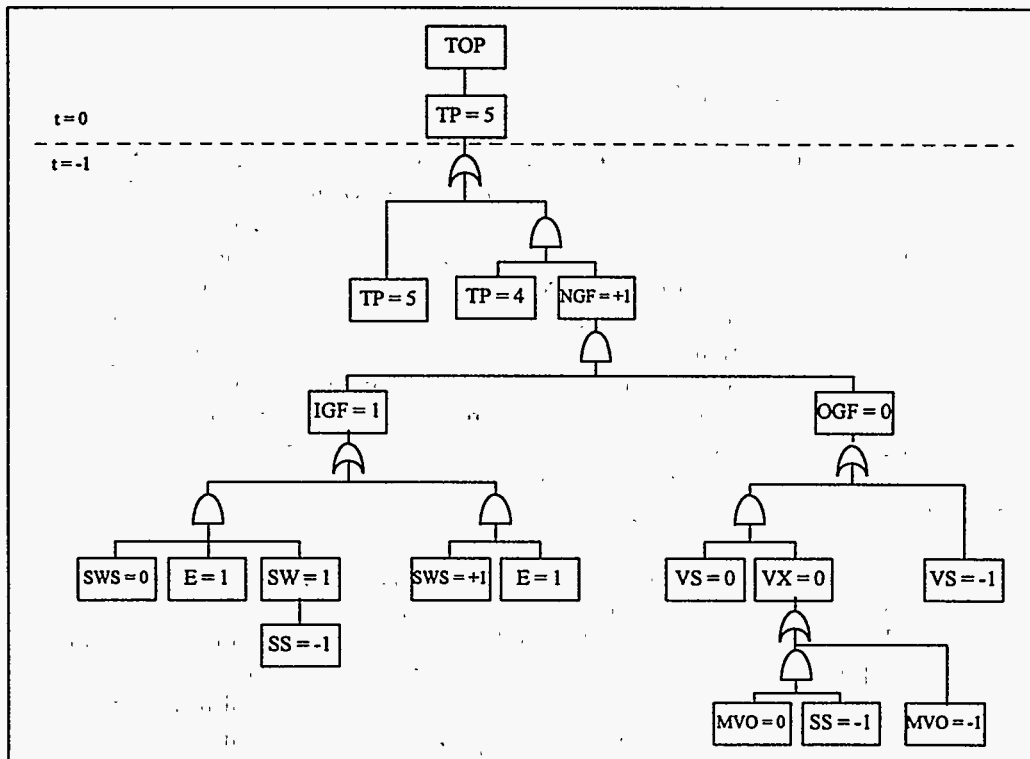 TOP
TP = 5
t = 0
t = -1
TP = 5
TP = 4
NGF = +1
IGF = 1
OGF = 0
SWS = 0
E = 1
SW = 1
SWS = +1
E = 1
VS = 0
VX = 0
VS = -1
SS = -1
MVO = 0
SS = -1
MVO = -1